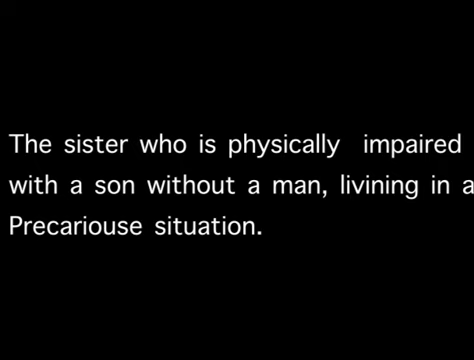 The sister who is physically impaired
with a son without a man, livining in a
Precariouse situation.